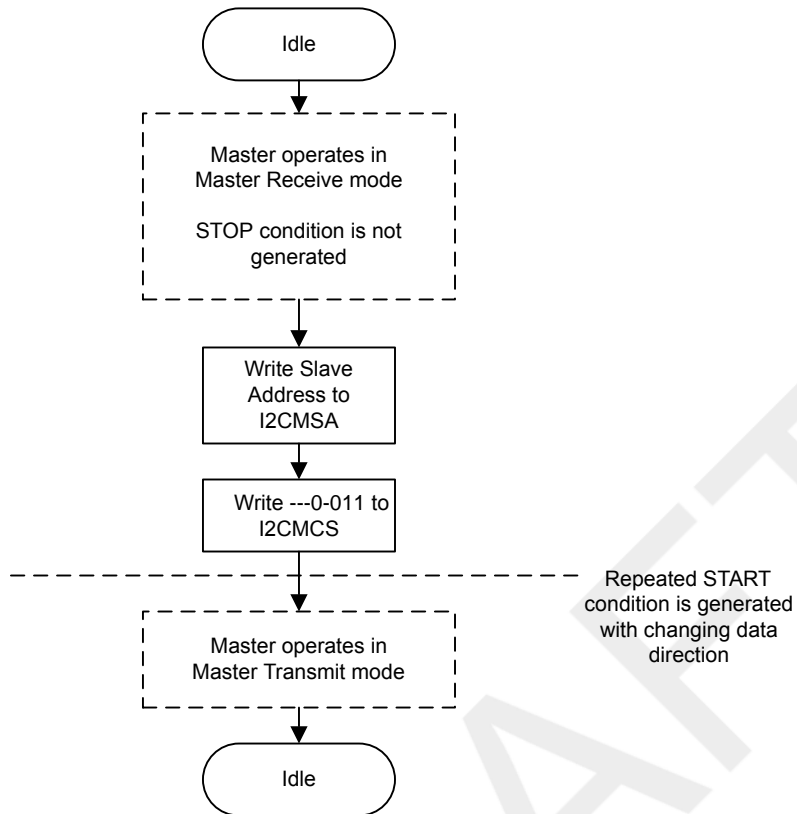 Idle
Master operates in
Master Receive mode
STOP condition is not
generated
Write Slave
Address to
I2CMSA
Write ---0-011 to
I2CMCS
Repeated START
condition is generated
with changing data
direction
Master operates in
Master Transmit mode
Idle